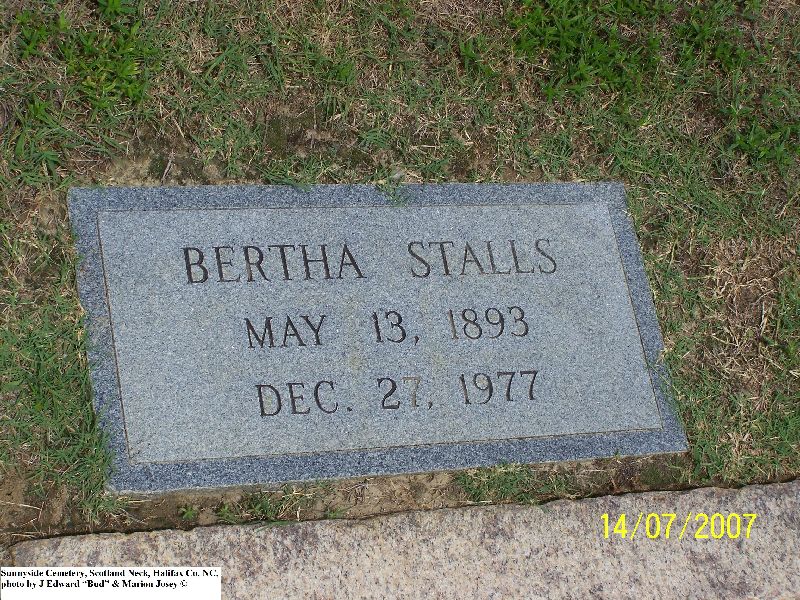 BERTHA STALLS
MAY 13, 1893
DEC. 27, 1977
14/07/2007
Sunnyside Cemetery, Scotland Neck, Halifax Co. NC,
photo by J Edward "Bud" & Marion Josey ©